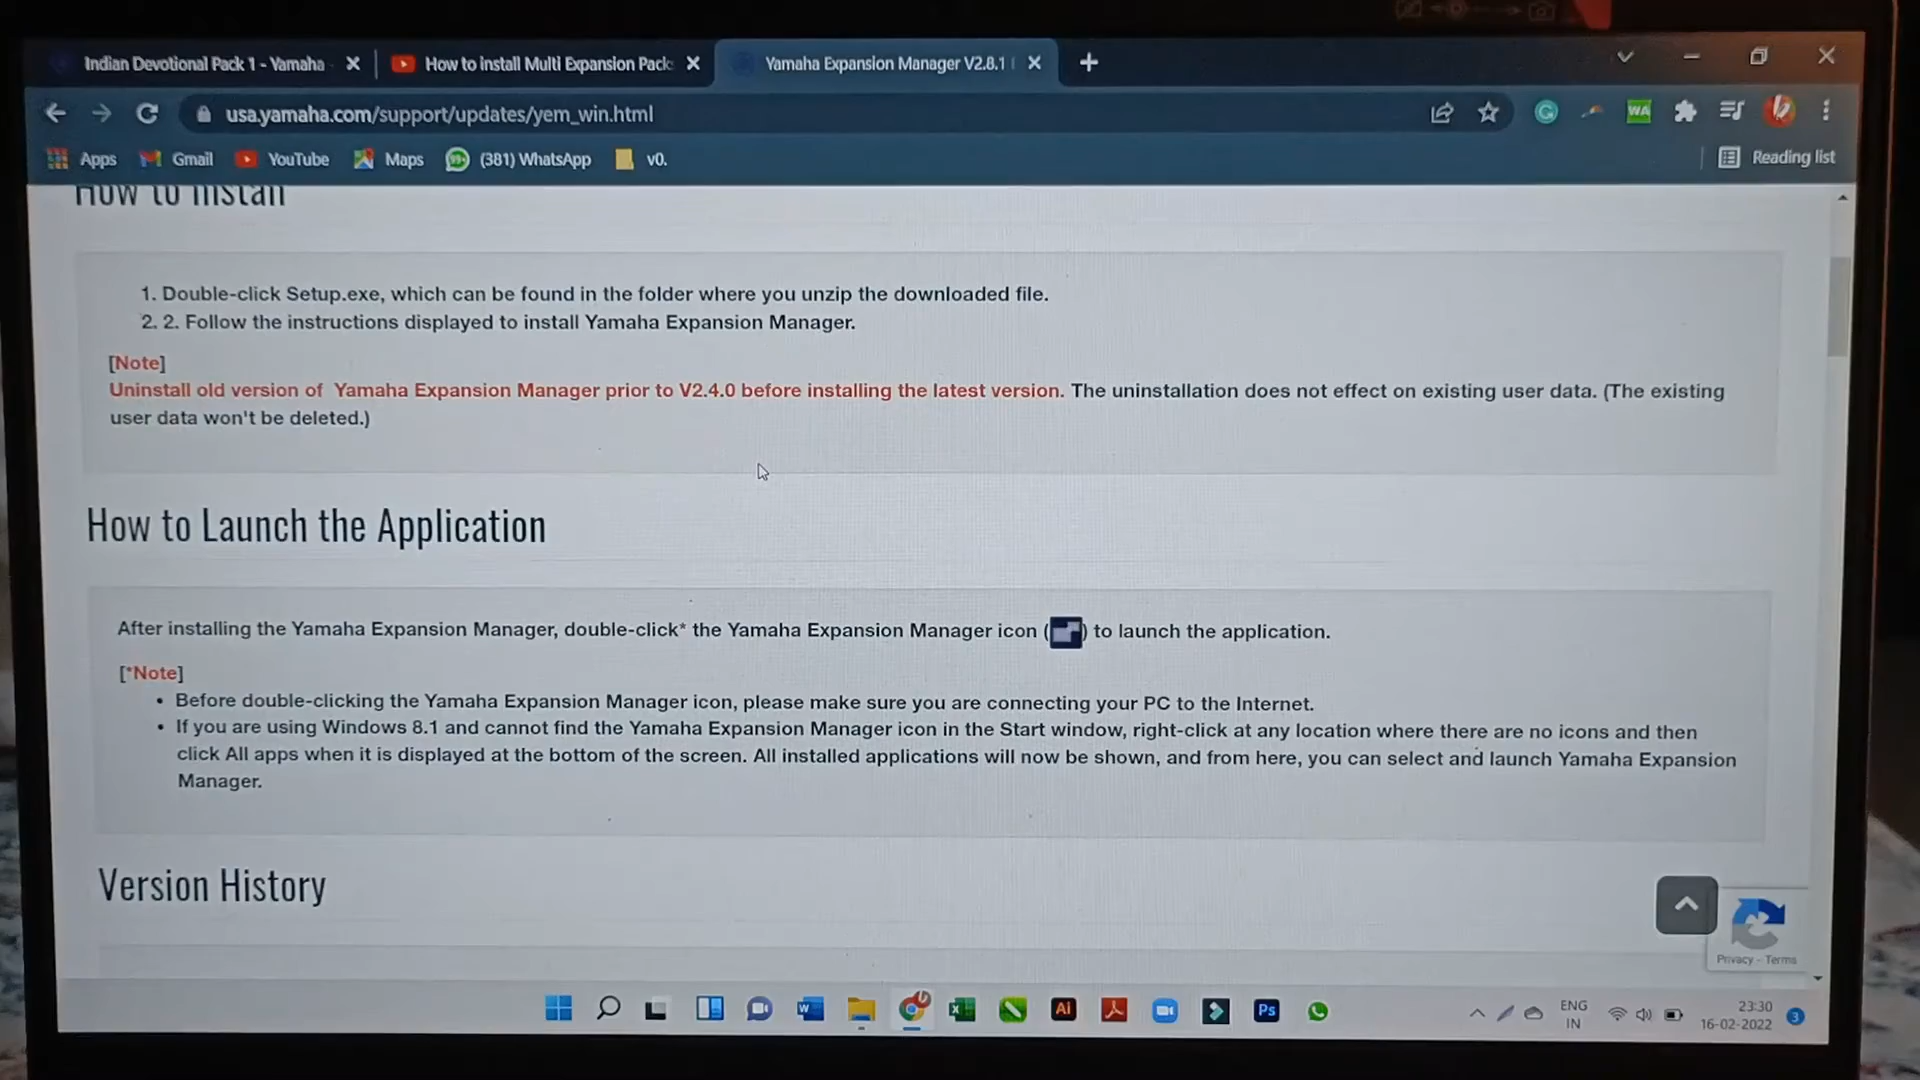 Indian Devotional Pack 1 - Yamaha
How to install Multi Expansion Pack
Yamaha Expansion Manager V2.8.1
usa.yamaha.com/support/updates/yem_win.html
WA
Apps
Gmail
YouTube
Maps
99+
(381) WhatsApp
v0.
Reading list
How to Install
1. Double-click Setup.exe, which can be found in the folder where you unzip the downloaded file.
2. 2. Follow the instructions displayed to install Yamaha Expansion Manager.
[Note]
Uninstall old version of Yamaha Expansion Manager prior to V2.4.0 before installing the latest version. The uninstallation does not effect on existing user data. (The existing
user data won't be deleted.)
How to Launch the Application
After installing the Yamaha Expansion Manager, double-click* the Yamaha Expansion Manager icon ( ) to launch the application.
[*Note]
• Before double-clicking the Yamaha Expansion Manager icon, please make sure you are connecting your PC to the Internet.
• If you are using Windows 8.1 and cannot find the Yamaha Expansion Manager icon in the Start window, right-click at any location where there are no icons and then
click All apps when it is displayed at the bottom of the screen. All installed applications will now be shown, and from here, you can select and launch Yamaha Expansion
Manager.
Version History
Privacy - Terms
W
X
Ai
Ps
ENG
IN
23:30
16-02-2022
3